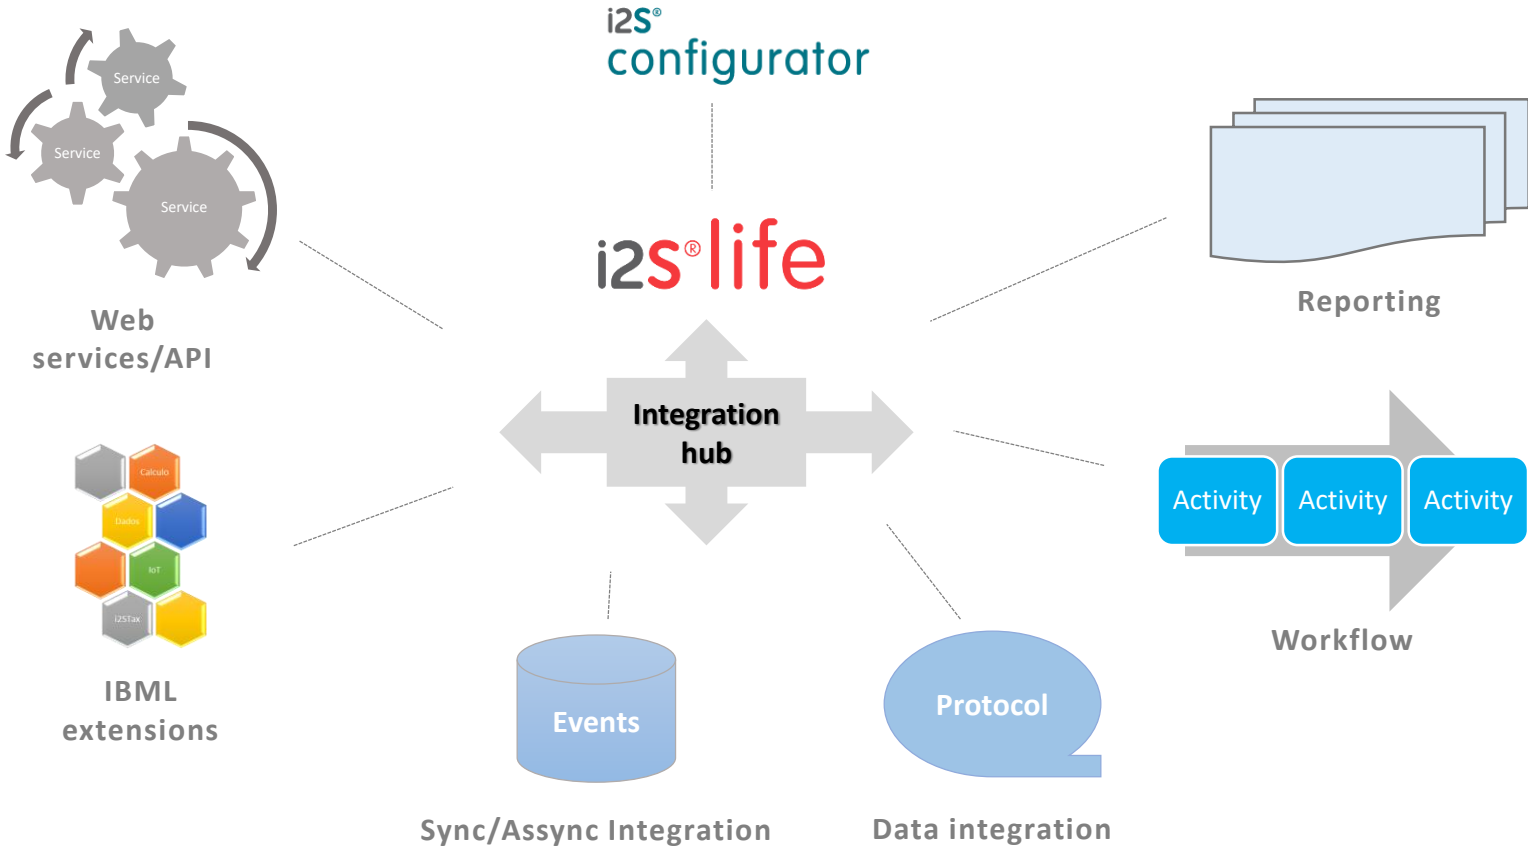 i2S®
configurator
Service
Service
Service
i2S® life
Web
services/API
Reporting
Integration
hub
Calculo
Dados
IoT
i2STax
IBML
extensions
Activity
Activity
Activity
Workflow
Events
Protocol
Sync/Assync Integration
Data integration